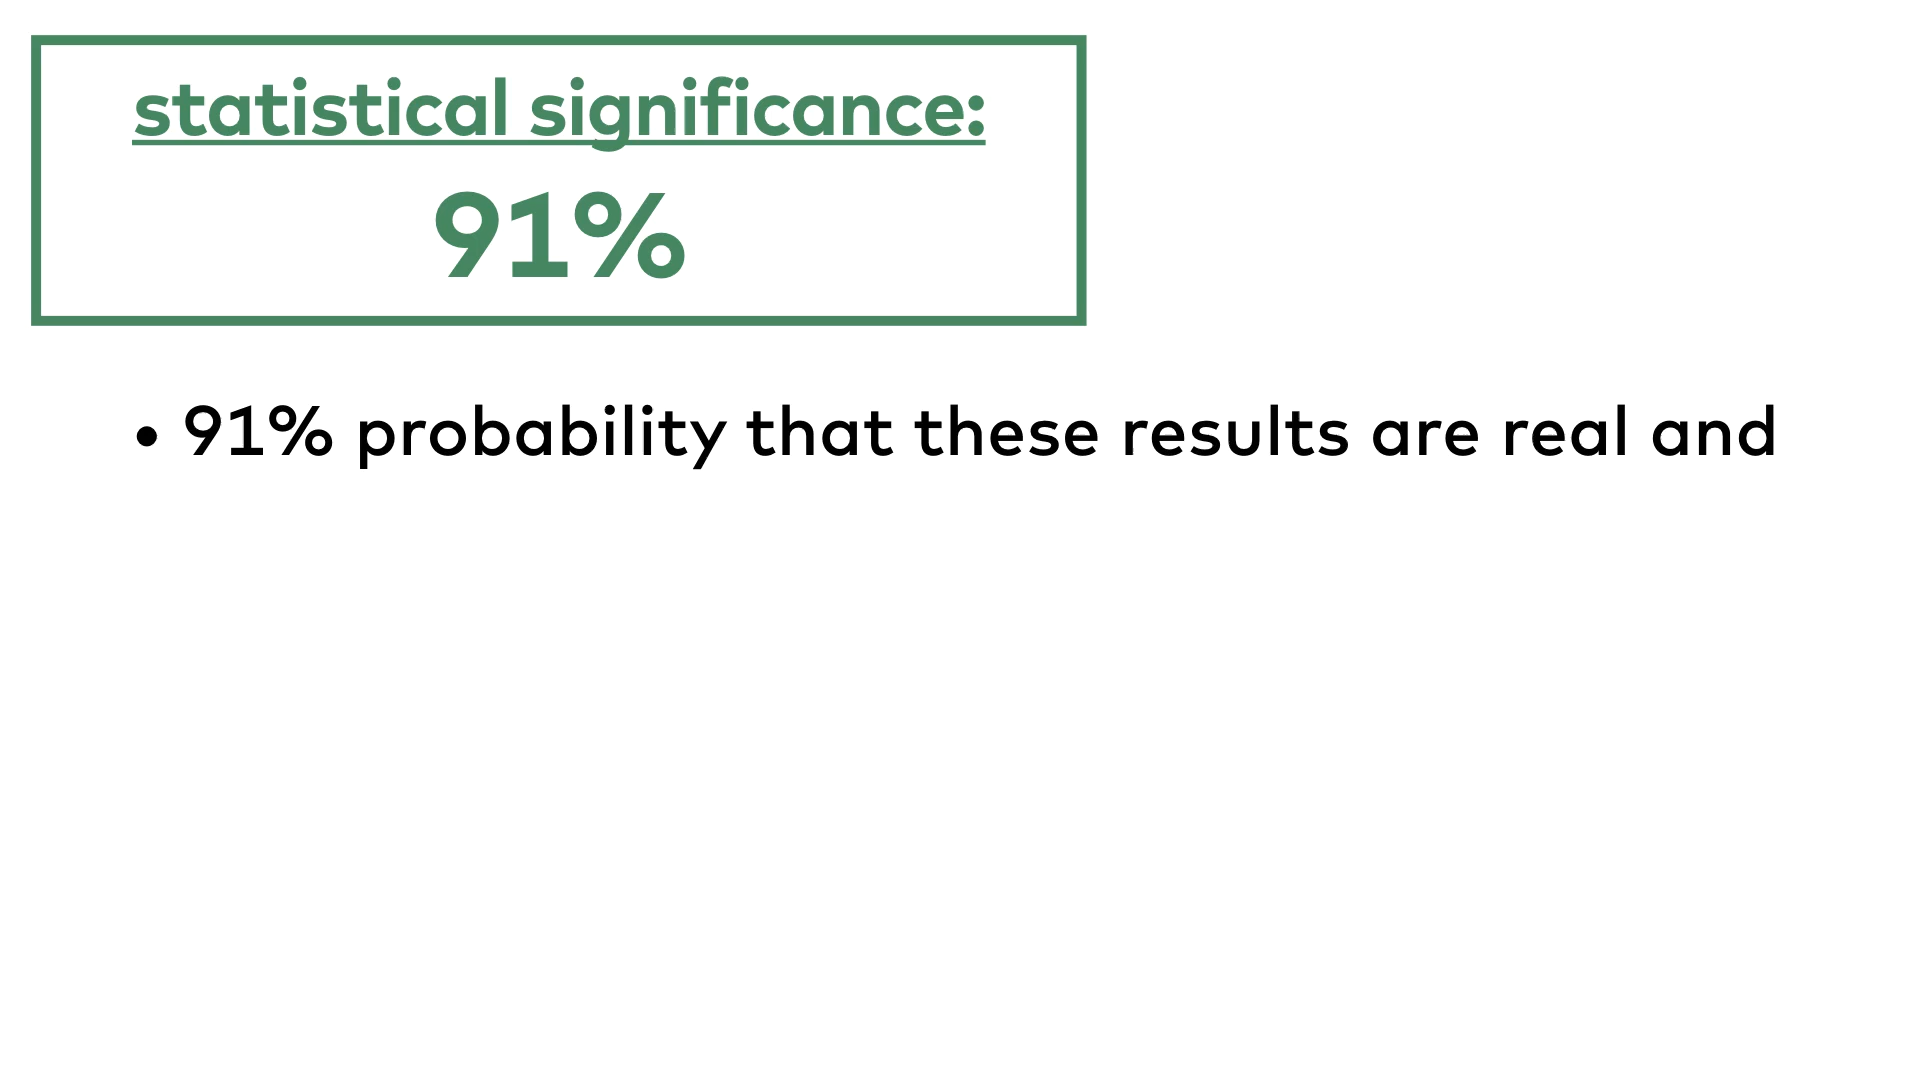 statistical significance:
91%
• 91% probability that these results are real and